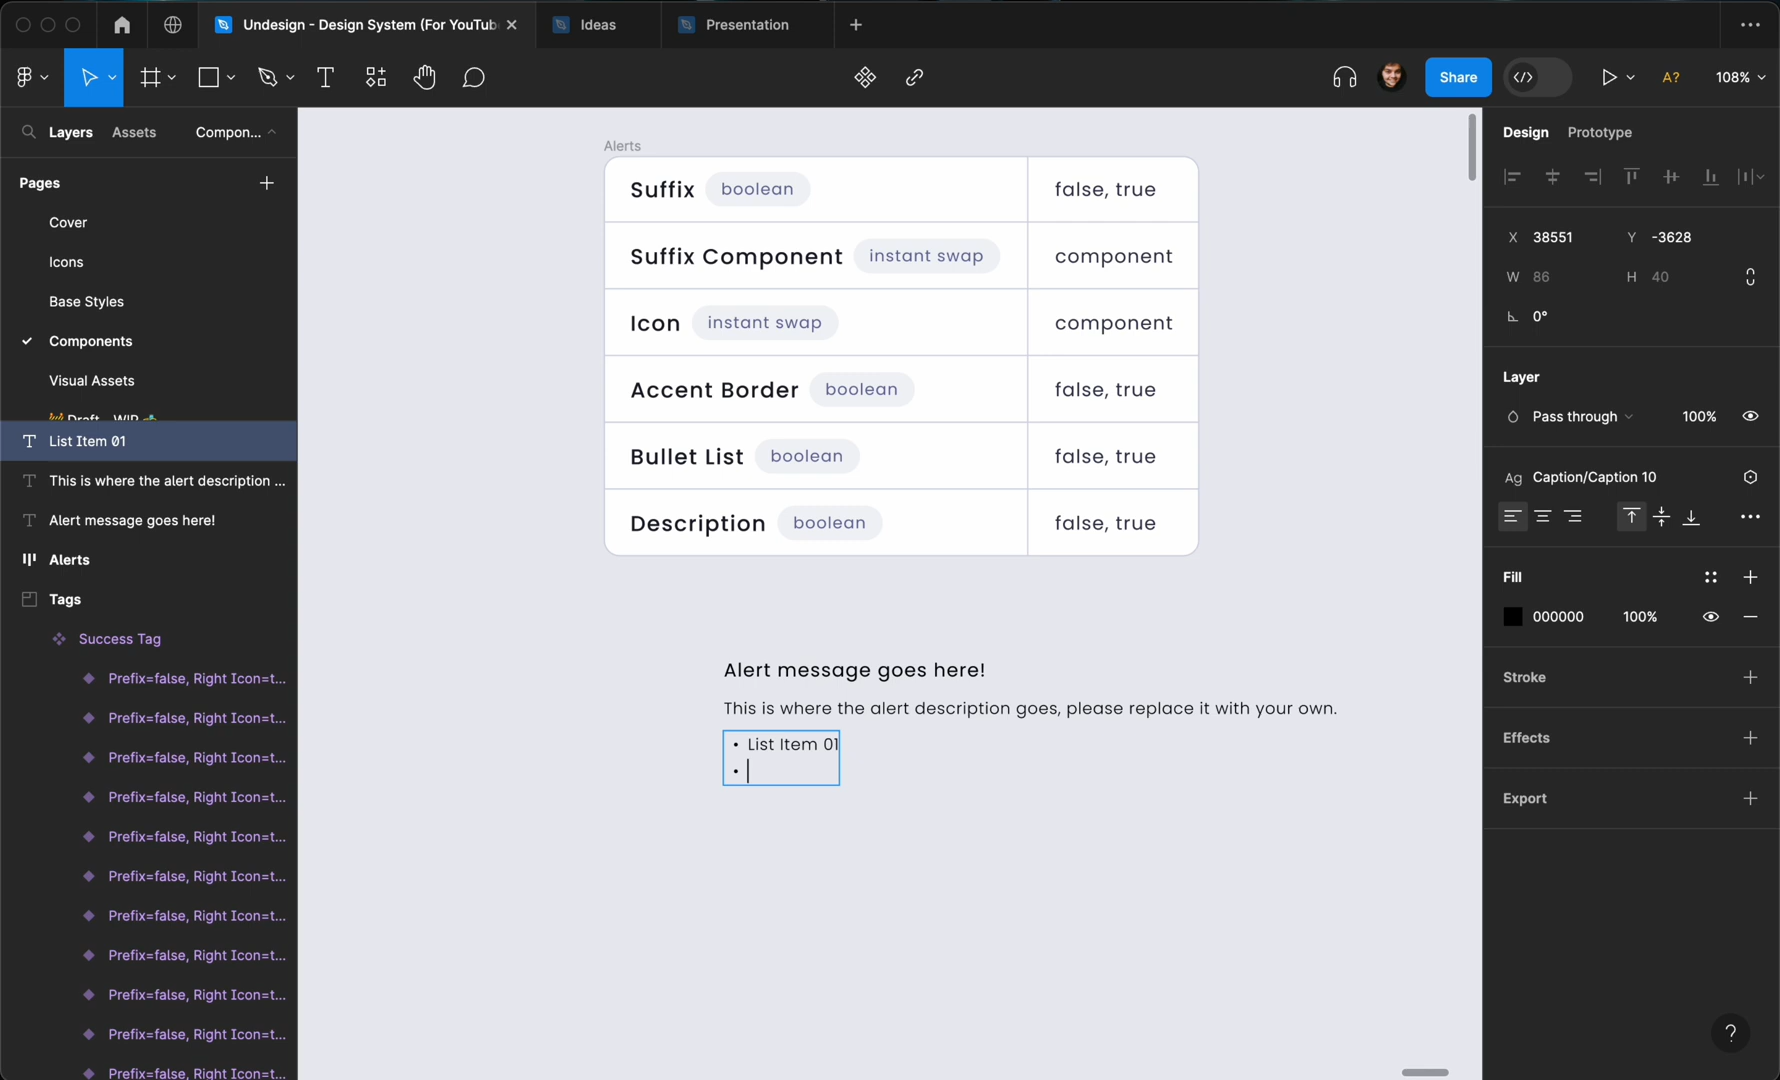 Undesign - Design System (For YouTub
Ideas
Presentation
Share
A?
108%
Layers
Assets
Compon...
Pages
Cover
Icons
Base Styles
Components
Visual Assets
🚧 Draft - WIP
List Item 01
This is where the alert description ...
Alert message goes here!
Alerts
Tags
Success Tag
Prefix=false, Right Icon=t...
Prefix=false, Right Icon=t...
Prefix=false, Right Icon=t...
Prefix=false, Right Icon=t...
Prefix=false, Right Icon=t...
Prefix=false, Right Icon=t...
Prefix=false, Right Icon=t...
Prefix=false, Right Icon=t...
Prefix=false, Right Icon=t...
Prefix=false, Right Icon=t...
Prefix=false, Right Icon=t...
Alerts
Suffix boolean false, true
Suffix Component instant swap component
Icon instant swap component
Accent Border boolean false, true
Bullet List boolean false, true
Description boolean false, true
Alert message goes here!
This is where the alert description goes, please replace it with your own.
• List Item 01
•
Design
Prototype
X 38551 Y -3628
W 86 H 40
0°
Layer
Pass through 100%
Ag Caption/Caption 10
Fill
000000 100%
Stroke
Effects
Export
?